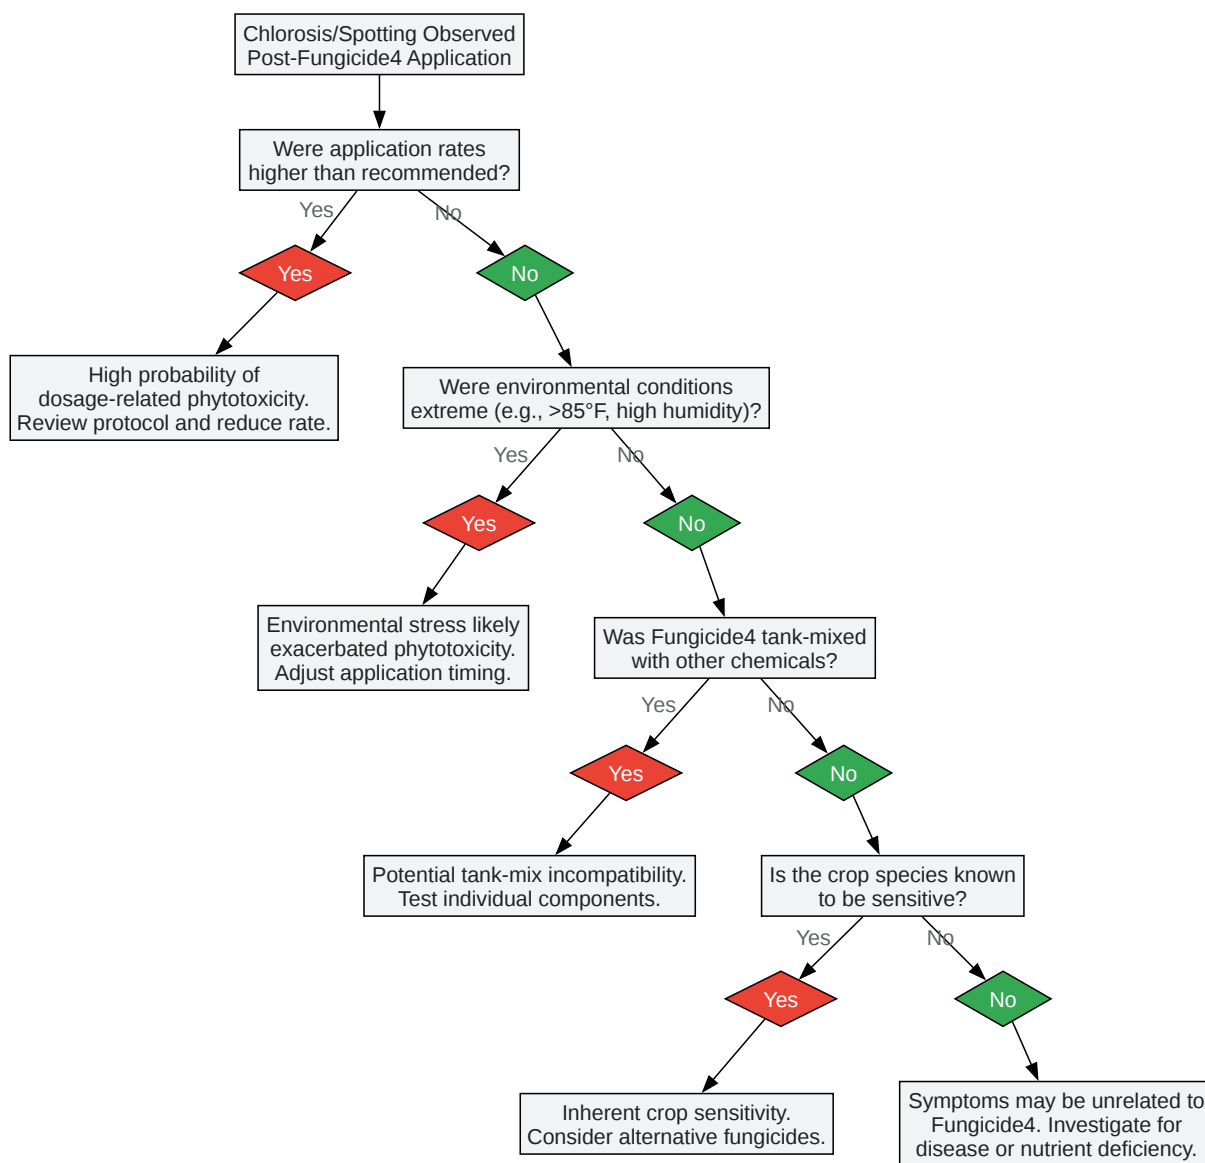 Chlorosis/Spotting Observed
Post-Fungicide4 Application
Were application rates
higher than recommended?
Yes
No
Yes
No
High probability of
dosage-related phytotoxicity.
Review protocol and reduce rate.
Were environmental conditions
extreme (e.g., >85°F, high humidity)?
Yes
No
Yes
No
Environmental stress likely
exacerbated phytotoxicity.
Adjust application timing.
Was Fungicide4 tank-mixed
with other chemicals?
Yes
No
Yes
No
Potential tank-mix incompatibility.
Test individual components.
Is the crop species known
to be sensitive?
Yes
No
Yes
No
Inherent crop sensitivity.
Consider alternative fungicides.
Symptoms may be unrelated to
Fungicide4. Investigate for
disease or nutrient deficiency.